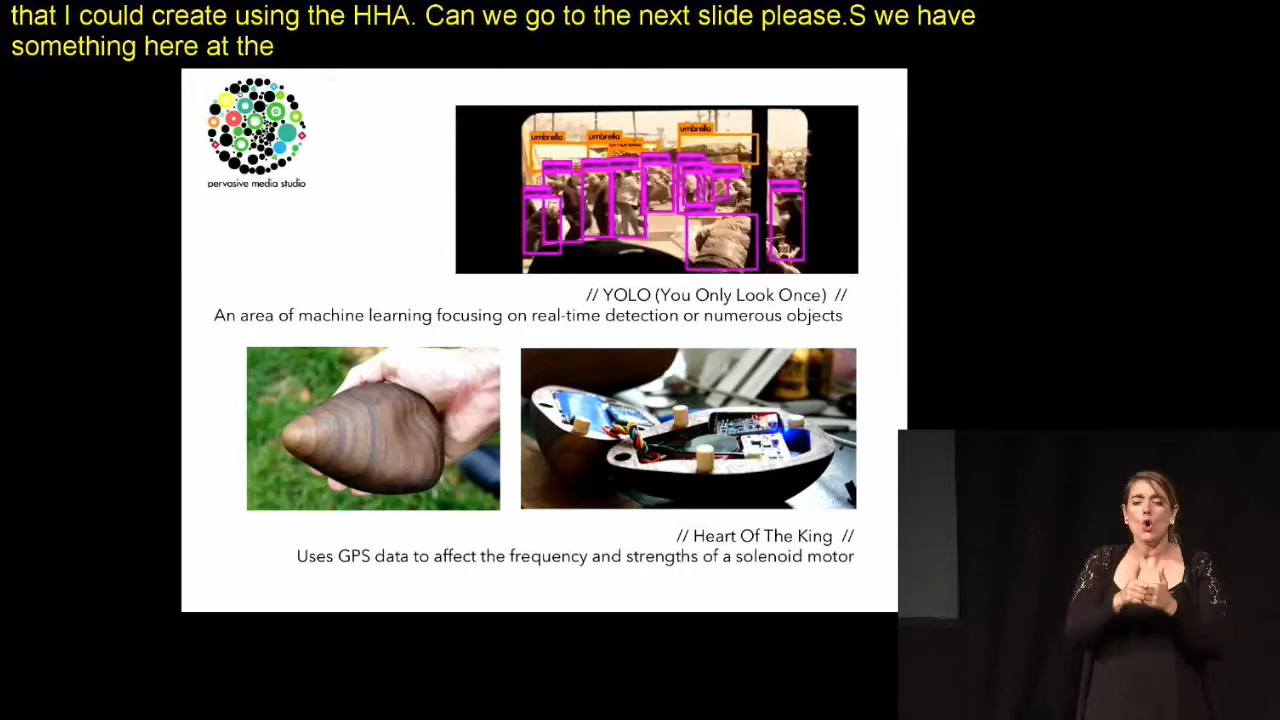 that I could create using the HHA. Can we go to the next slide please.S we have
something here at the
pervasive media studio
umbrella
umbrella
umbrella
// YOLO (You Only Look Once) //
An area of machine learning focusing on real-time detection or numerous objects
// Heart Of The King //
Uses GPS data to affect the frequency and strengths of a solenoid motor